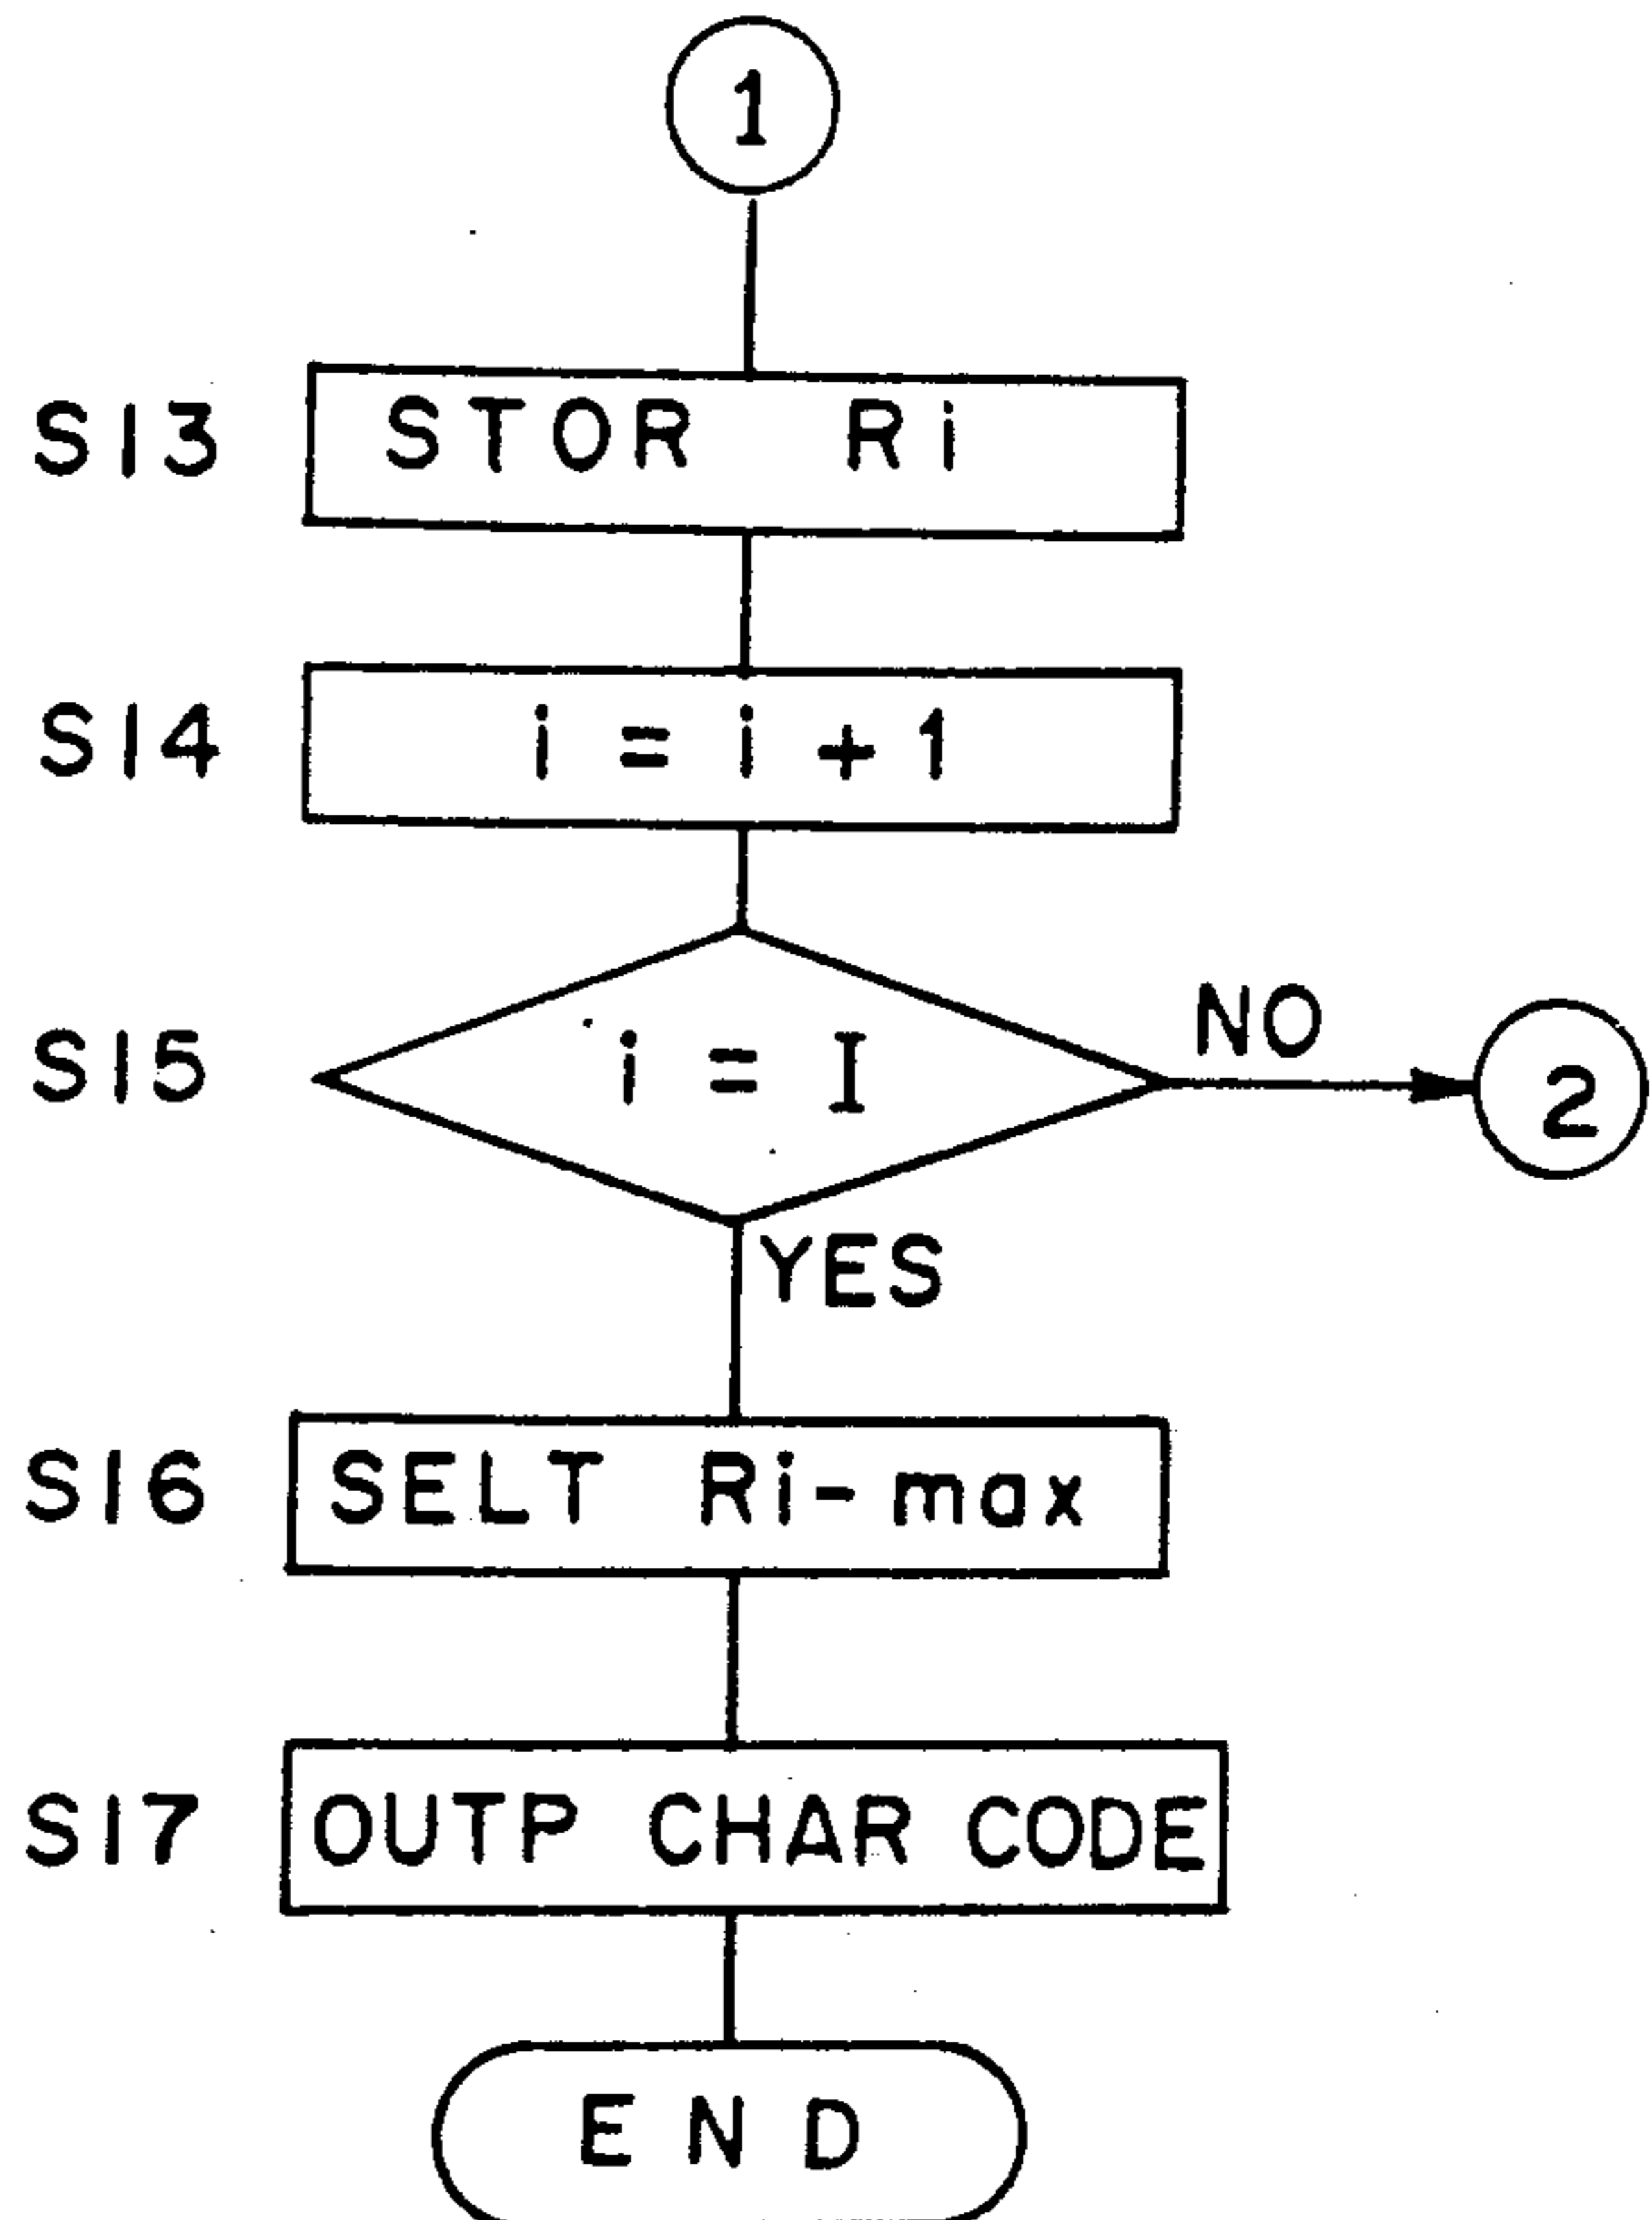 1
S13 STOR Ri
S14 i = i + 1
S15 i = I
NO
2
YES
S16 SELT Ri-max
S17 OUTP CHAR CODE
END